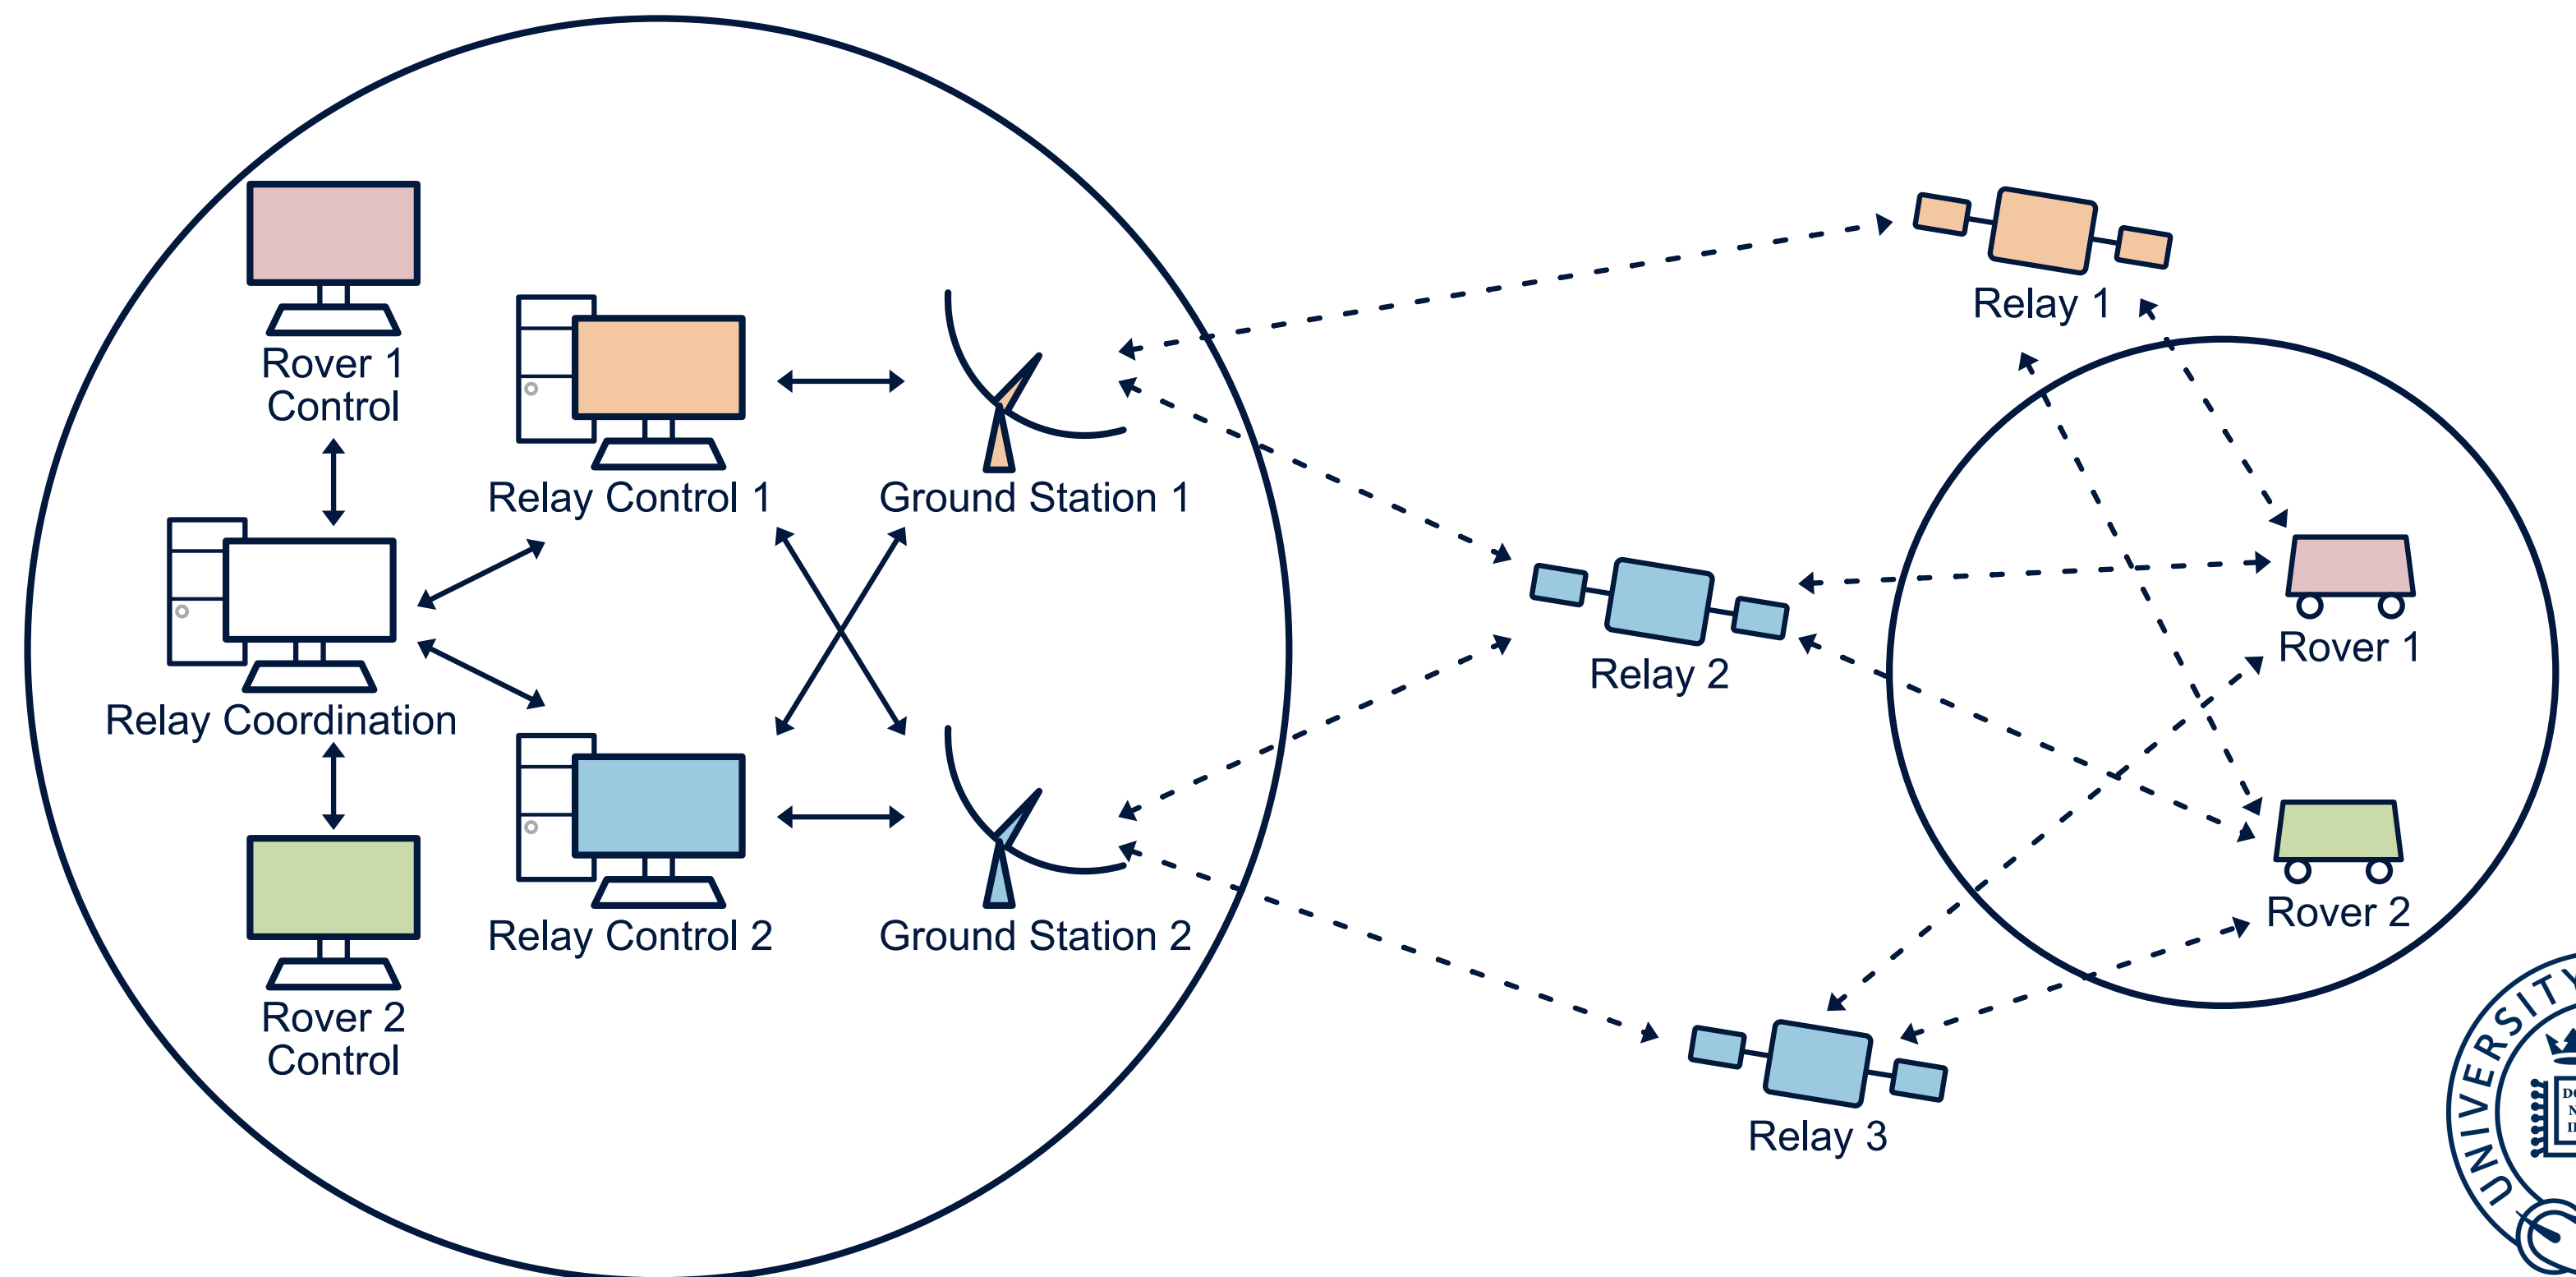 Rover 1
Control
Relay Control 1
Ground Station 1
Relay Coordination
Relay Control 2
Ground Station 2
Rover 2
Control
Relay 1
Relay 2
Relay 3
Rover 1
Rover 2